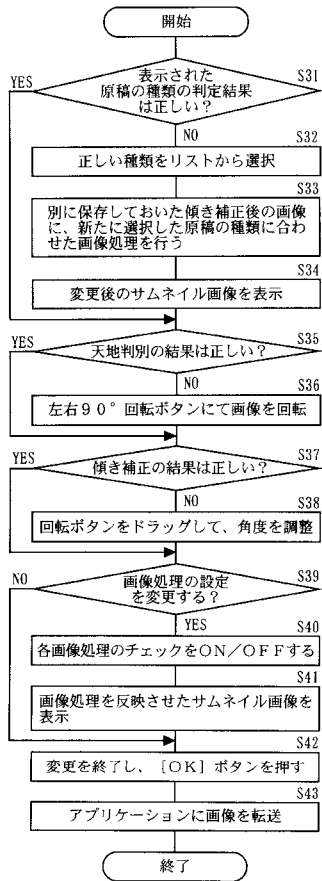 開始
S31
YES
表示された
原稿の種類の判定結果
は正しい？
NO
S32
正しい種類をリストから選択
S33
別に保存しておいた傾き補正後の画像
に、新たに選択した原稿の種類に合わ
せた画像処理を行う
S34
変更後のサムネイル画像を表示
S35
YES
天地判別の結果は正しい？
NO
S36
左右９０°回転ボタンにて画像を回転
S37
YES
傾き補正の結果は正しい？
NO
S38
回転ボタンをドラッグして、角度を調整
S39
NO
画像処理の設定
を変更する？
YES
S40
各画像処理のチェックをＯＮ／ＯＦＦする
S41
画像処理を反映させたサムネイル画像を
表示
S42
変更を終了し、［ＯＫ］ボタンを押す
S43
アプリケーションに画像を転送
終了